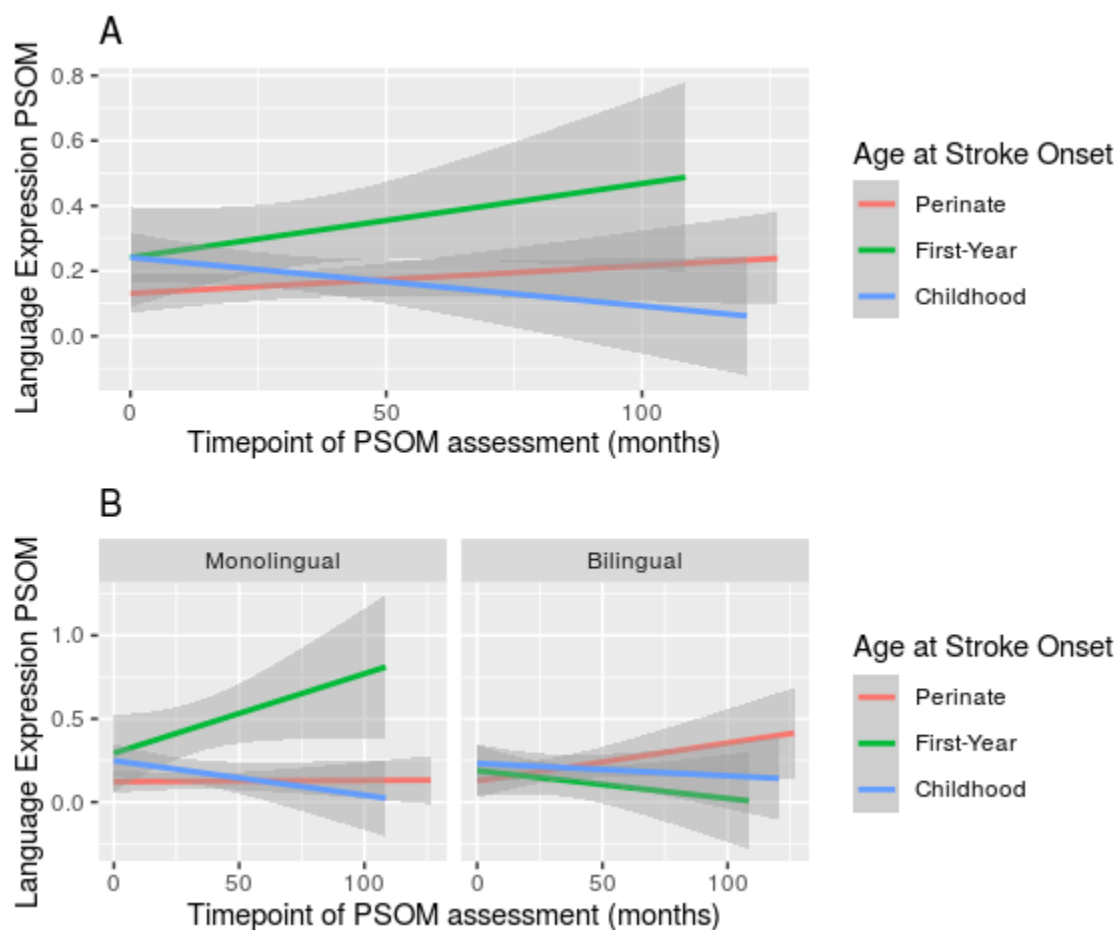 A
Language Expression PSOM
0.8
0.6
0.4
0.2
0.0
0
50
100
Timepoint of PSOM assessment (months)
Age at Stroke Onset
Perinate
First-Year
Childhood
B
Monolingual
Bilingual
Language Expression PSOM
1.0
0.5
0.0
0
50
100
0
50
100
Timepoint of PSOM assessment (months)
Age at Stroke Onset
Perinate
First-Year
Childhood